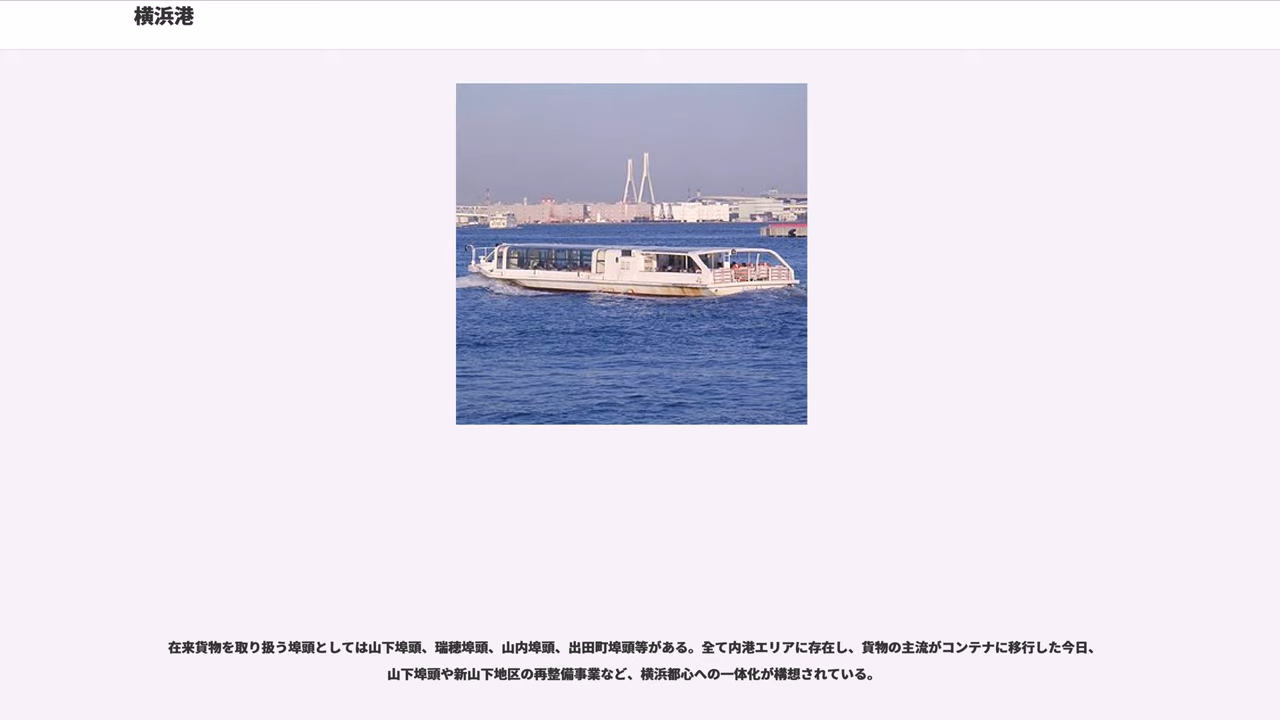 横浜港
在来貨物を取り扱う埠頭としては山下埠頭、瑞穂埠頭、山内埠頭、出田町埠頭等がある。全て内港エリアに存在し、貨物の主流がコンテナに移行した今日、
山下埠頭や新山下地区の再整備事業など、横浜都心への一体化が構想されている。